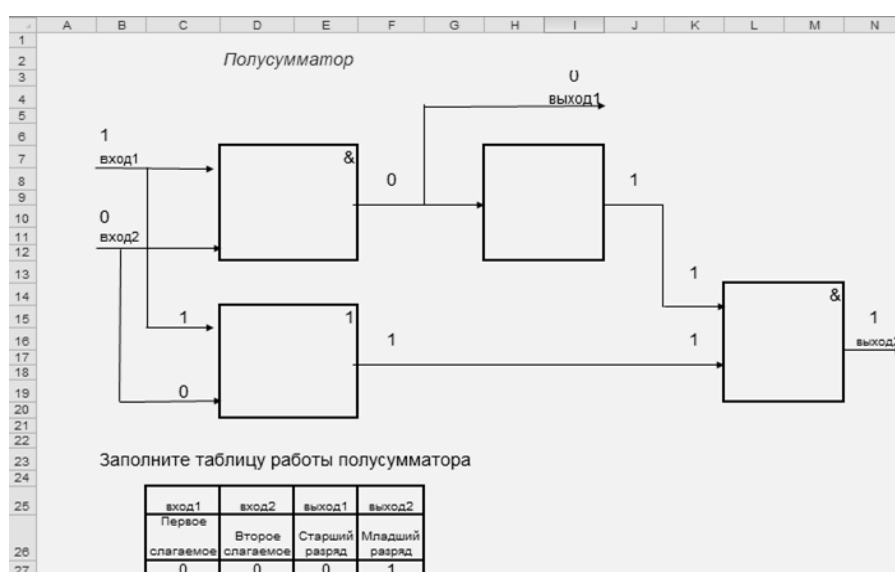 A B C D E F G H I J K L M N
1
2 Полусумматор
3 0
4 выход1
5
6 1
7 вход1 &
8 0 1
9
10 0
11 вход2
12
13 1
14 &
15 1 1 1
16 1 1 выход2
17
18
19 0
20
21
22
23 Заполните таблицу работы полусумматора
24
25 вход1 вход2 выход1 выход2
Первое
Второе Старший Младший
26 слагаемое слагаемое разряд разряд
27 0 0 0 1